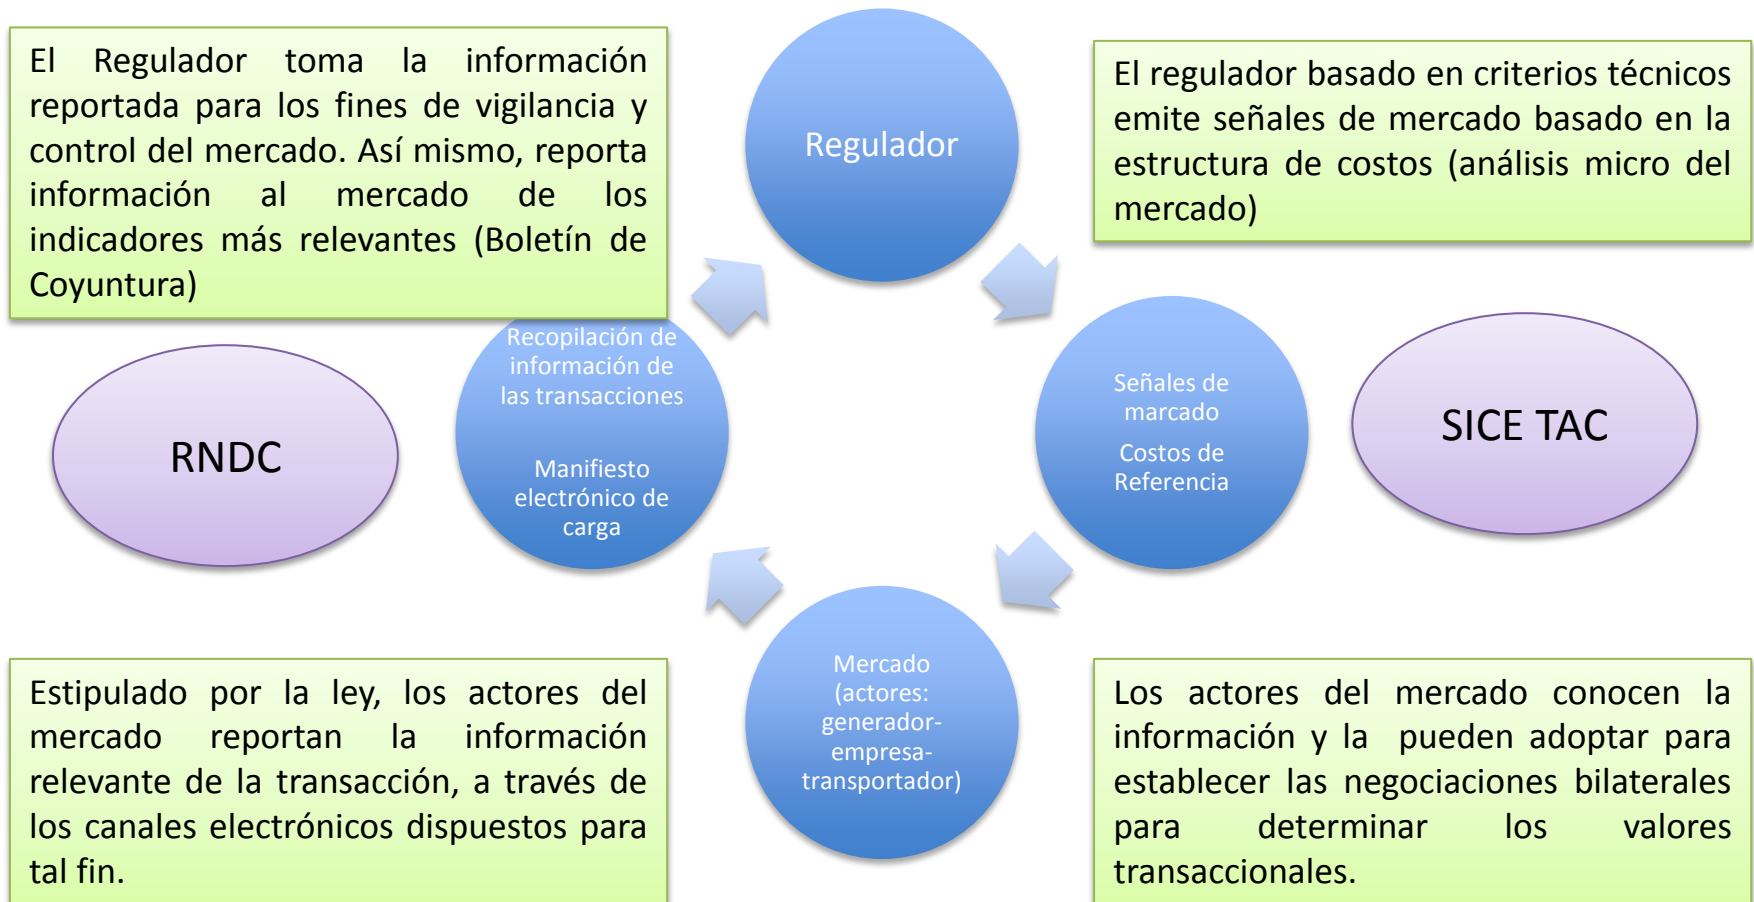 El Regulador toma la información
reportada para los fines de vigilancia y
control del mercado. Así mismo, reporta
información al mercado de los
indicadores más relevantes (Boletín de
Coyuntura)
Regulador
El regulador basado en criterios técnicos
emite señales de mercado basado en la
estructura de costos (análisis micro del
mercado)
RNDC
Recopilación de
información de
las transacciones
Manifiesto
electrónico de
carga
Señales de
marcado
Costos de
Referencia
SICE TAC
Estipulado por la ley, los actores del
mercado reportan la información
relevante de la transacción, a través de
los canales electrónicos dispuestos para
tal fin.
Mercado
(actores:
generador-
empresa-
transportador)
Los actores del mercado conocen la
información y la pueden adoptar para
establecer las negociaciones bilaterales
para determinar los valores
transaccionales.